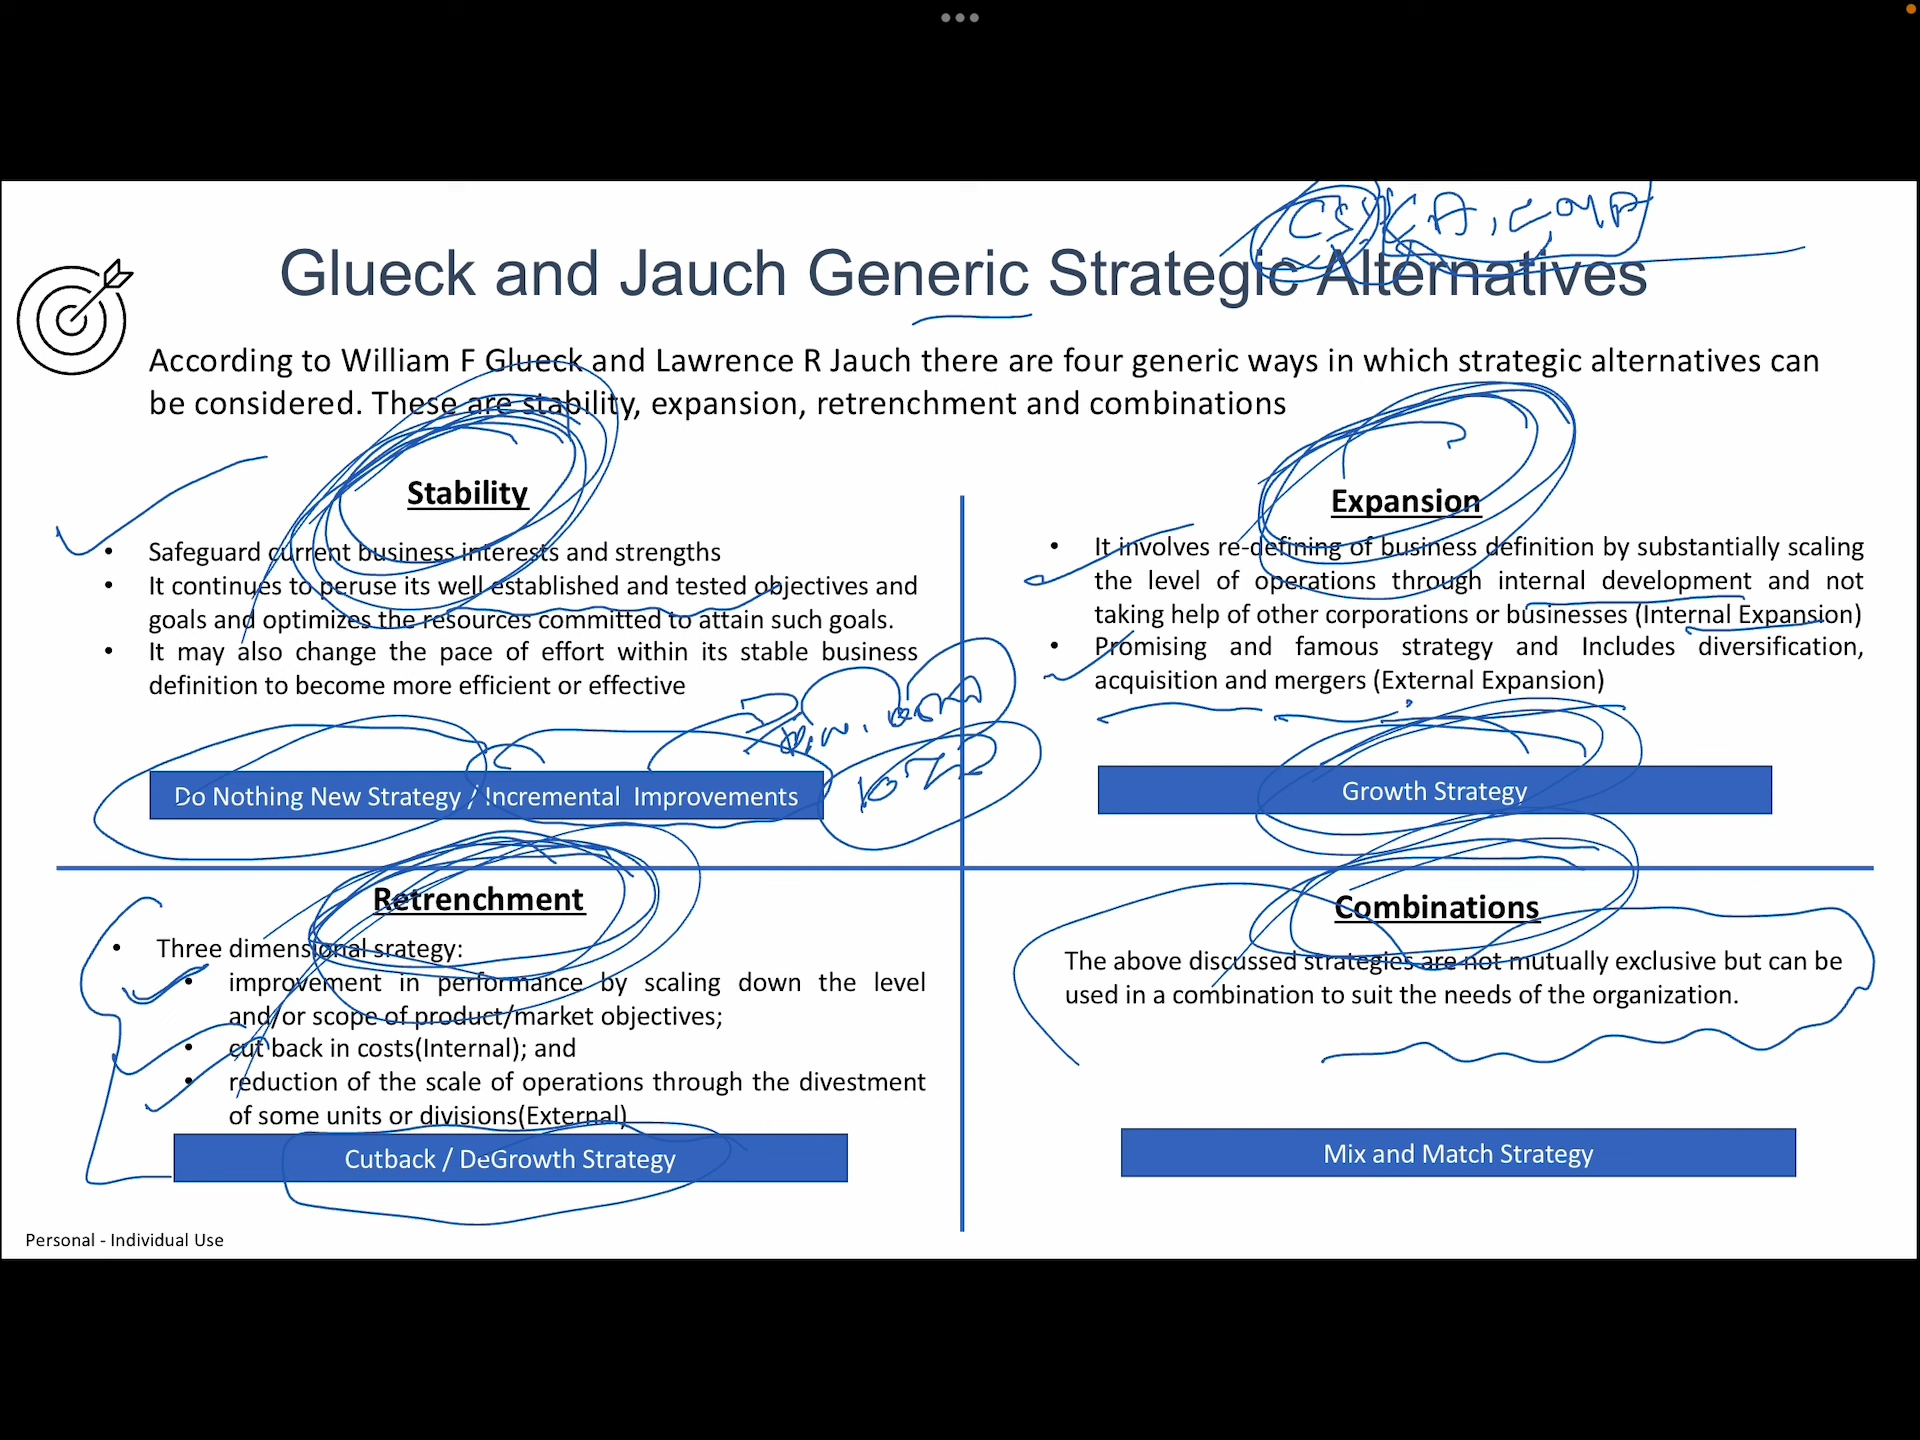 CS, CA, COMP
Glueck and Jauch Generic Strategic Alternatives
According to William F Glueck and Lawrence R Jauch there are four generic ways in which strategic alternatives can
be considered. These are stability, expansion, retrenchment and combinations
Stability
• Safeguard current business interests and strengths
• It continues to peruse its well established and tested objectives and
goals and optimizes the resources committed to attain such goals.
• It may also change the pace of effort within its stable business
definition to become more efficient or effective
Do Nothing New Strategy / Incremental Improvements
Expansion
• It involves re-defining of business definition by substantially scaling
the level of operations through internal development and not
taking help of other corporations or businesses (Internal Expansion)
• Promising and famous strategy and Includes diversification,
acquisition and mergers (External Expansion)
Growth Strategy
Retrenchment
• Three dimensional srategy:
• improvement in performance by scaling down the level
and/or scope of product/market objectives;
• cut back in costs(Internal); and
• reduction of the scale of operations through the divestment
of some units or divisions(External)
Cutback / DeGrowth Strategy
Combinations
The above discussed strategies are not mutually exclusive but can be
used in a combination to suit the needs of the organization.
Mix and Match Strategy
Personal - Individual Use